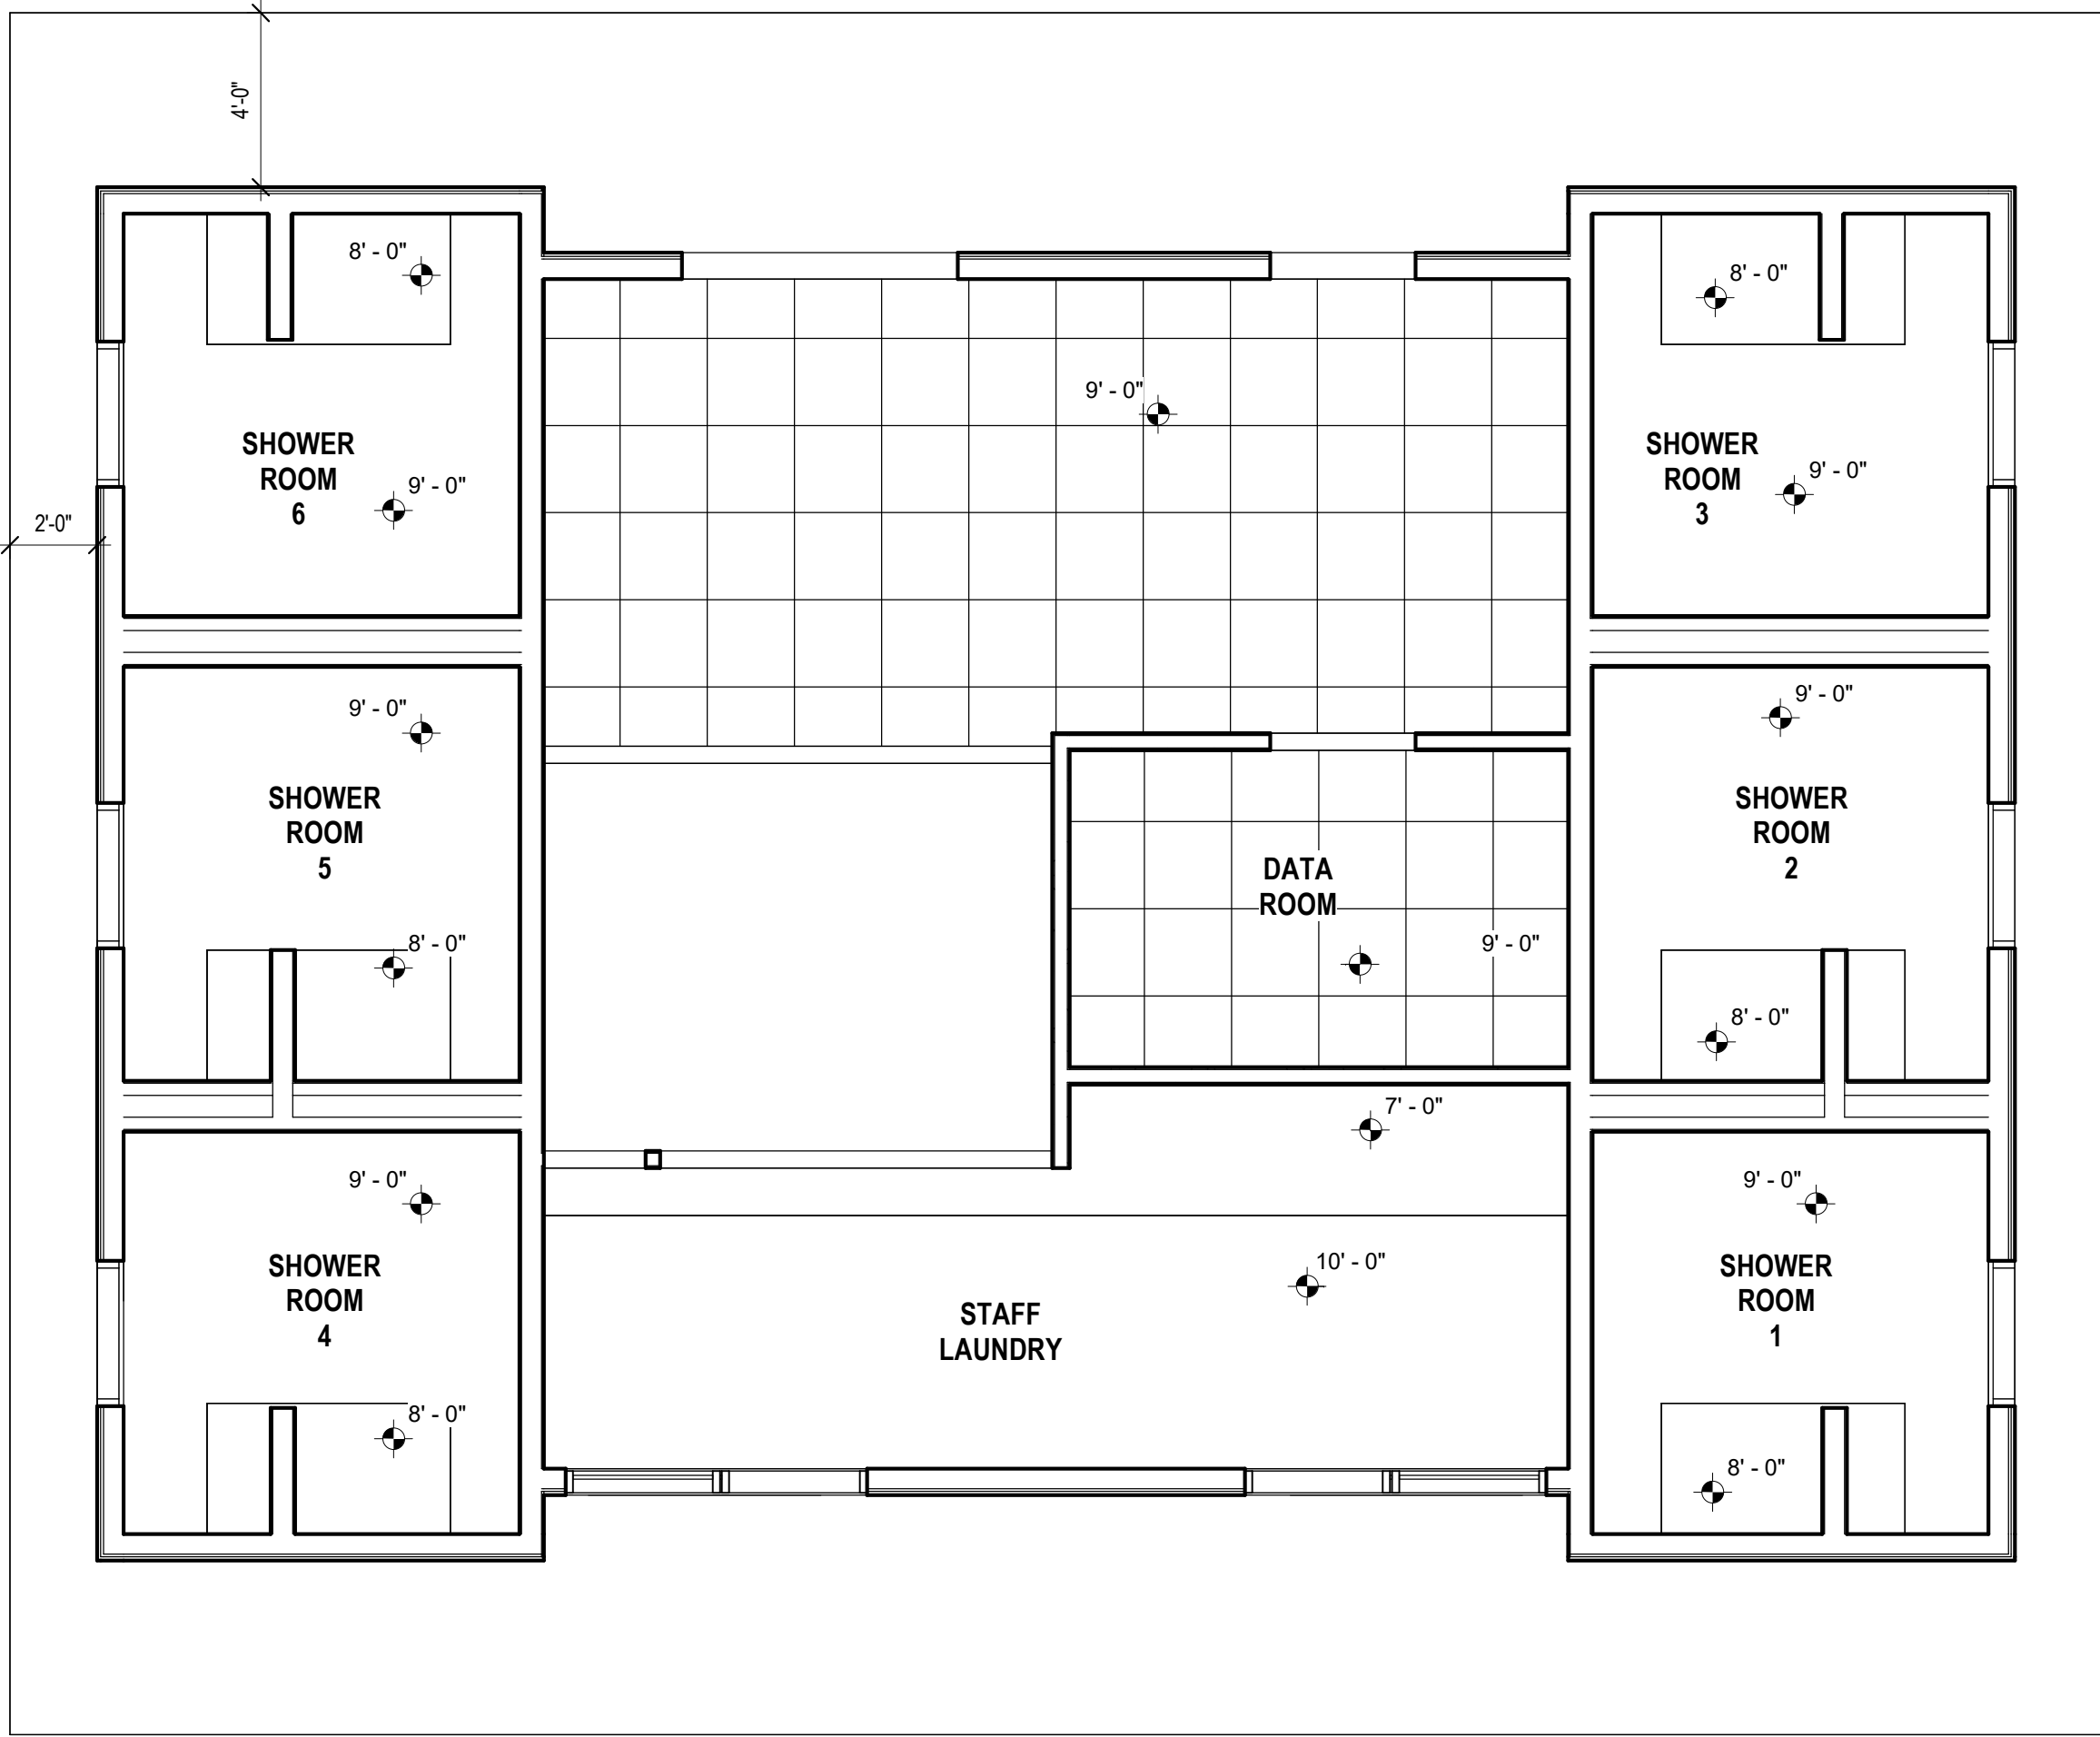 4'-0"
8' - 0"
8' - 0"
9' - 0"
SHOWER
ROOM
6
9' - 0"
SHOWER
ROOM
3
9' - 0"
2'-0"
9' - 0"
SHOWER
ROOM
5
8' - 0"
DATA
ROOM
9' - 0"
9' - 0"
SHOWER
ROOM
2
8' - 0"
7' - 0"
9' - 0"
SHOWER
ROOM
4
8' - 0"
10' - 0"
STAFF
LAUNDRY
9' - 0"
SHOWER
ROOM
1
8' - 0"